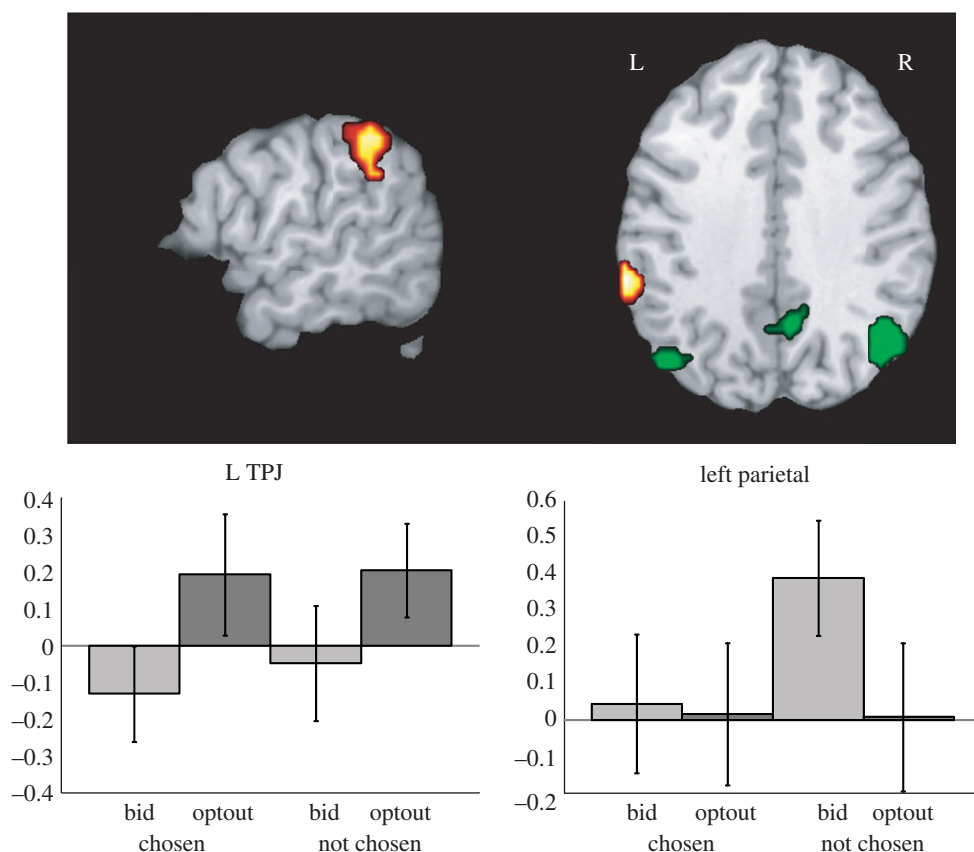 L R
L TPJ
0.4
0.3
0.2
0.1
0
–0.1
–0.2
–0.3
–0.4
bid optout bid optout
chosen not chosen
left parietal
0.6
0.5
0.4
0.3
0.2
0.1
0
–0.1
–0.2
bid optout bid optout
chosen not chosen